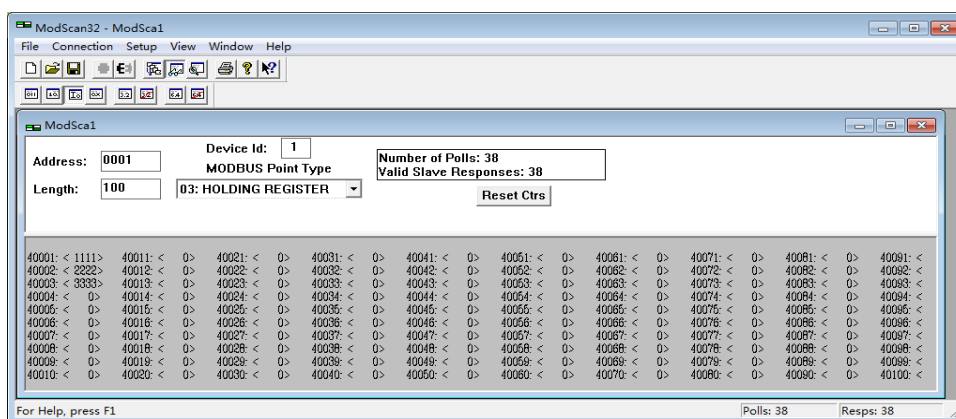 ModScan32 - ModSca1
File Connection Setup View Window Help
ModSca1
Device Id: 1
Address: 0001
MODBUS Point Type
Number of Polls: 38
Valid Slave Responses: 38
Length: 100
03: HOLDING REGISTER
Reset Ctrs
40001: < 1111> 40011: < 0> 40021: < 0> 40031: < 0> 40041: < 0> 40051: < 0> 40061: < 0> 40071: < 0> 40081: < 0> 40091: <
40002: < 2222> 40012: < 0> 40022: < 0> 40032: < 0> 40042: < 0> 40052: < 0> 40062: < 0> 40072: < 0> 40082: < 0> 40092: <
40003: < 3333> 40013: < 0> 40023: < 0> 40033: < 0> 40043: < 0> 40053: < 0> 40063: < 0> 40073: < 0> 40083: < 0> 40093: <
40004: < 0> 40014: < 0> 40024: < 0> 40034: < 0> 40044: < 0> 40054: < 0> 40064: < 0> 40074: < 0> 40084: < 0> 40094: <
40005: < 0> 40015: < 0> 40025: < 0> 40035: < 0> 40045: < 0> 40055: < 0> 40065: < 0> 40075: < 0> 40085: < 0> 40095: <
40006: < 0> 40016: < 0> 40026: < 0> 40036: < 0> 40046: < 0> 40056: < 0> 40066: < 0> 40076: < 0> 40086: < 0> 40096: <
40007: < 0> 40017: < 0> 40027: < 0> 40037: < 0> 40047: < 0> 40057: < 0> 40067: < 0> 40077: < 0> 40087: < 0> 40097: <
40008: < 0> 40018: < 0> 40028: < 0> 40038: < 0> 40048: < 0> 40058: < 0> 40068: < 0> 40078: < 0> 40088: < 0> 40098: <
40009: < 0> 40019: < 0> 40029: < 0> 40039: < 0> 40049: < 0> 40059: < 0> 40069: < 0> 40079: < 0> 40089: < 0> 40099: <
40010: < 0> 40020: < 0> 40030: < 0> 40040: < 0> 40050: < 0> 40060: < 0> 40070: < 0> 40080: < 0> 40090: < 0> 40100: <
For Help, press F1
Polls: 38
Resps: 38